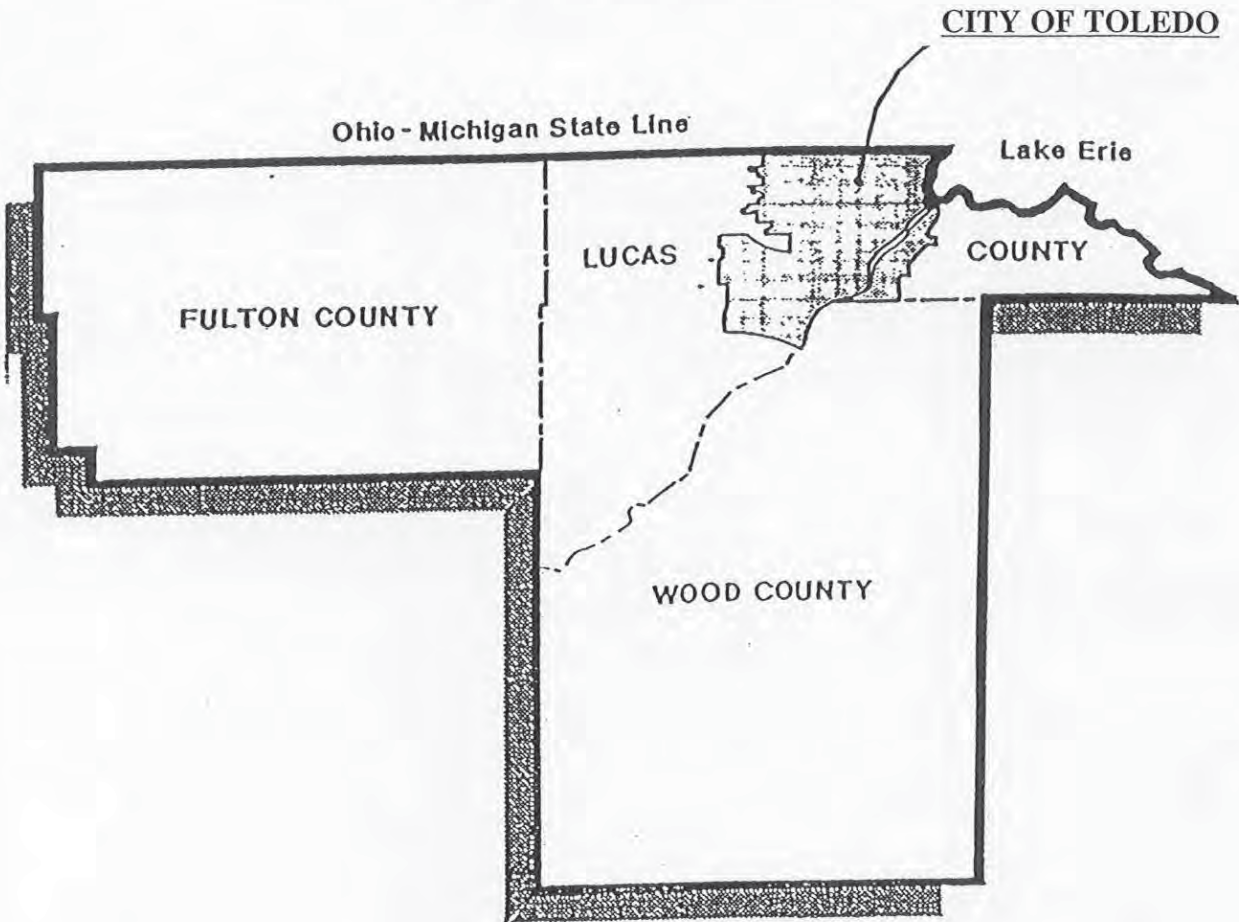 CITY OF TOLEDO
Ohio - Michigan State Line
Lake Erie
LUCAS COUNTY
FULTON COUNTY
WOOD COUNTY